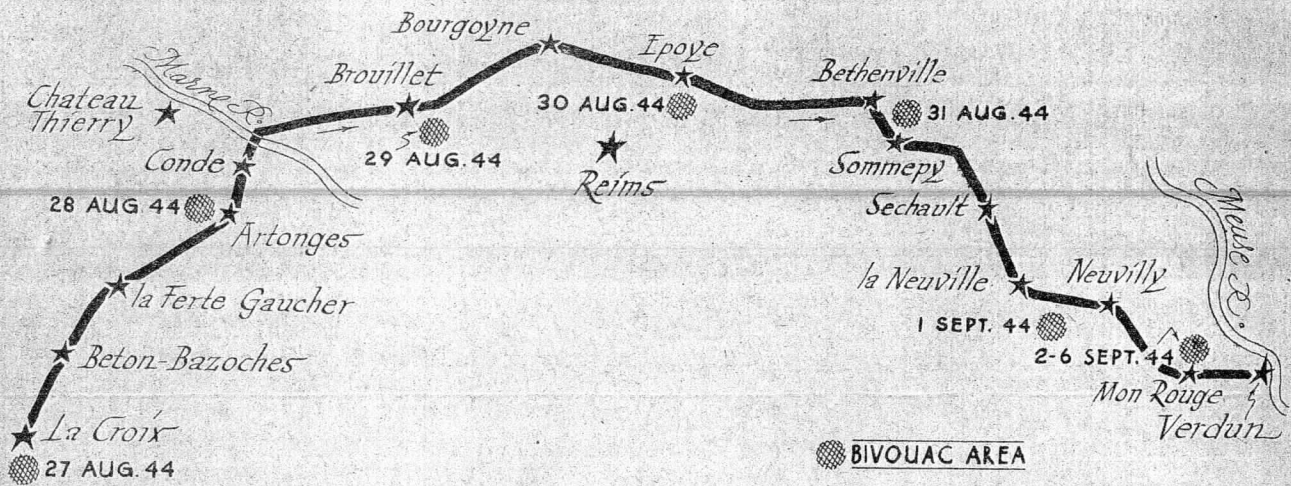 Bourgoyne
Marne R.
Brouillet
Epoye
Bethenville
Chateau
Thierry
30 AUG. 44
31 AUG. 44
29 AUG. 44
Conde
Reims
Sommepy
28 AUG. 44
Artonges
Sechault
Meuse R.
la Ferte Gaucher
la Neuville
Neuvilly
1 SEPT. 44
2-6 SEPT. 44
Beton-Bazoches
Mon Rouge
Verdun
La Croix
BIVOUAC AREA
27 AUG. 44